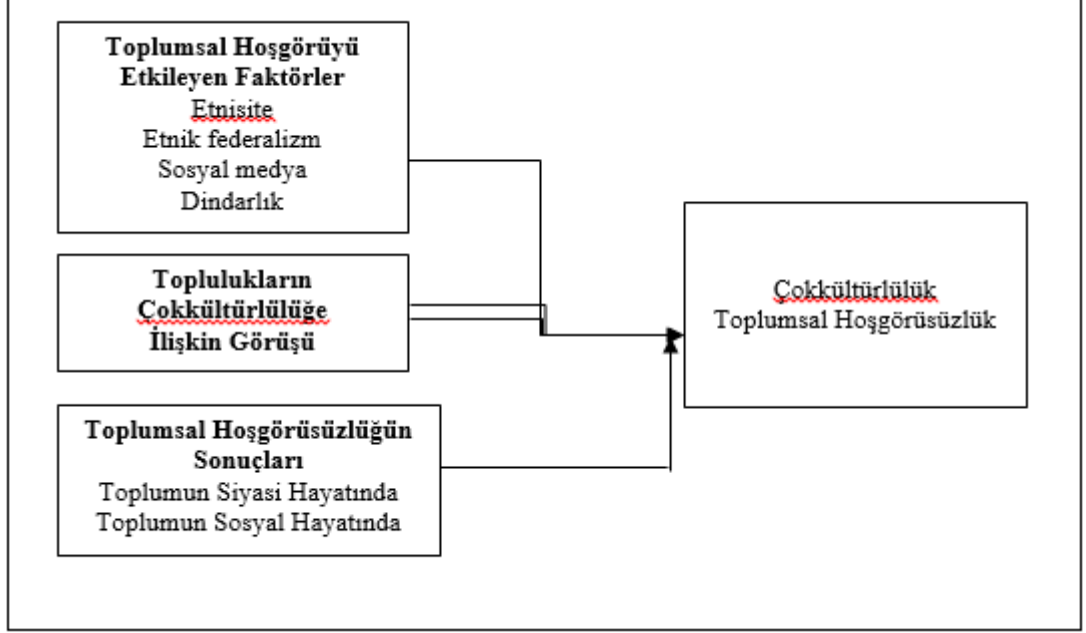 Toplumsal Hoşgörüyü
Etkileyen Faktörler
Etnisite
Etnik federalizm
Sosyal medya
Dindarlık
Toplulukların
Çokkültürlülüğe
İlişkin Görüşü
Toplumsal Hoşgörüsüzlüğün
Sonuçları
Toplumun Siyasi Hayatında
Toplumun Sosyal Hayatında
Çokkültürlülük
Toplumsal Hoşgörüsüzlük